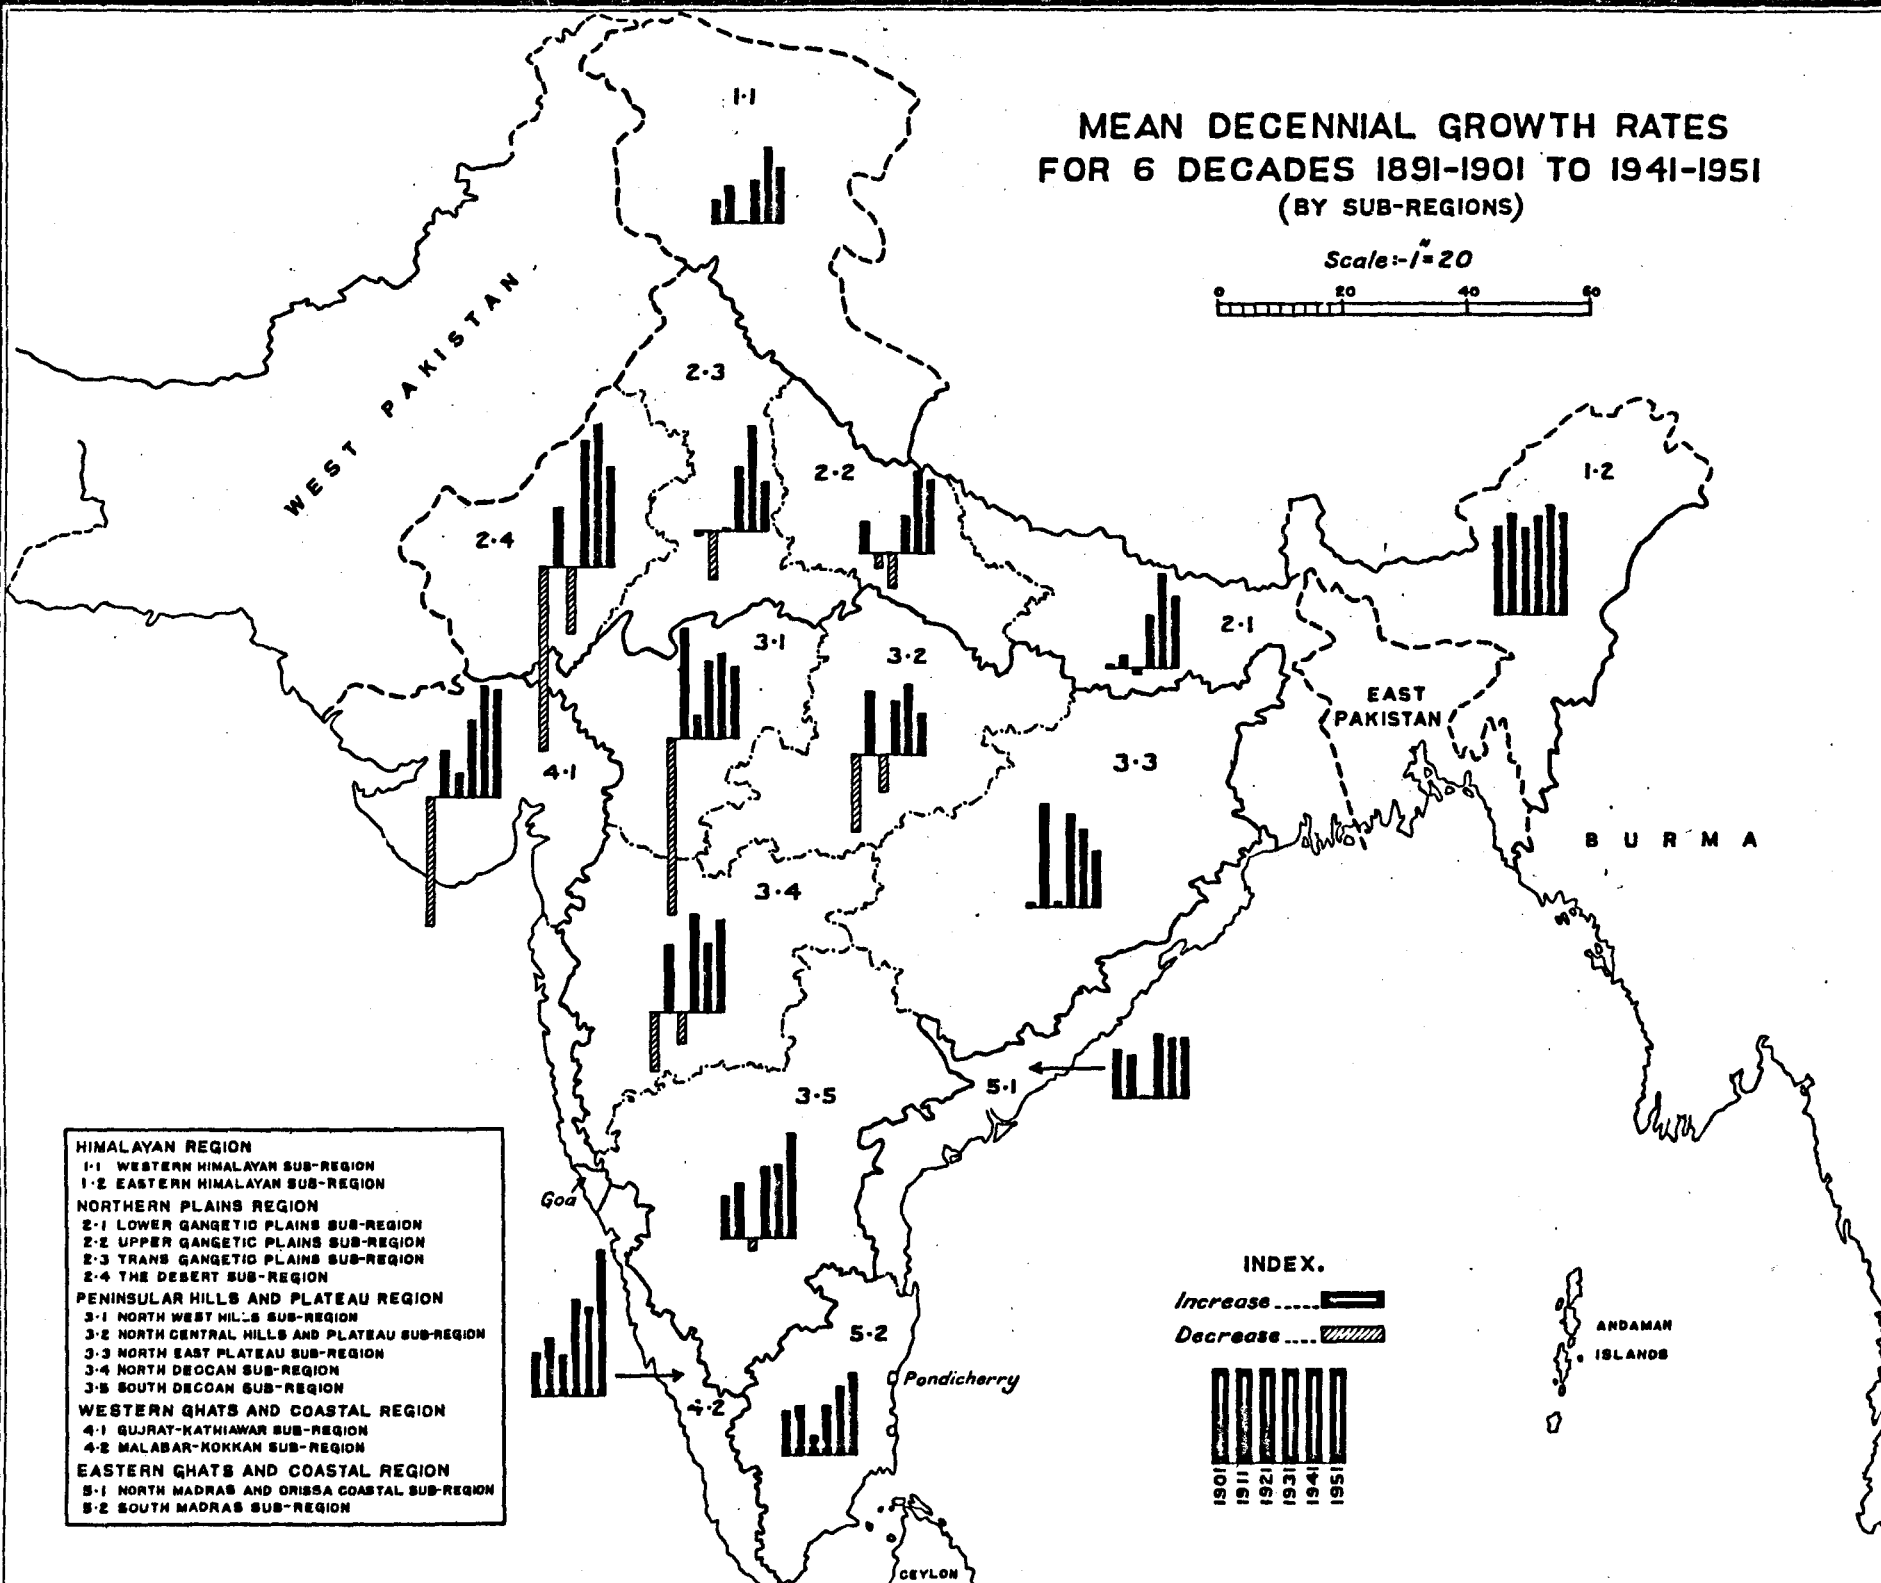 MEAN DECENNIAL GROWTH RATES
FOR 6 DECADES 1891-1901 TO 1941-1951
(BY SUB-REGIONS)
Scale:-1"=20
0 20 40 60
1·1
WEST PAKISTAN
2·3
2·2
1·2
2·4
2·1
3·1
3·2
EAST
PAKISTAN
4·1
3·3
BURMA
3·4
3·5
5·1
Goa
5·2
Pondicherry
4·2
CEYLON
ANDAMAN
ISLANDS
HIMALAYAN REGION
1·1 WESTERN HIMALAYAN SUB-REGION
1·2 EASTERN HIMALAYAN SUB-REGION
NORTHERN PLAINS REGION
2·1 LOWER GANGETIC PLAINS SUB-REGION
2·2 UPPER GANGETIC PLAINS SUB-REGION
2·3 TRANS GANGETIC PLAINS SUB-REGION
2·4 THE DESERT SUB-REGION
PENINSULAR HILLS AND PLATEAU REGION
3·1 NORTH WEST HILLS SUB-REGION
3·2 NORTH CENTRAL HILLS AND PLATEAU SUB-REGION
3·3 NORTH EAST PLATEAU SUB-REGION
3·4 NORTH DECCAN SUB-REGION
3·5 SOUTH DECCAN SUB-REGION
WESTERN GHATS AND COASTAL REGION
4·1 GUJRAT-KATHIAWAR SUB-REGION
4·2 MALABAR-KOKKAN SUB-REGION
EASTERN GHATS AND COASTAL REGION
5·1 NORTH MADRAS AND ORISSA COASTAL SUB-REGION
5·2 SOUTH MADRAS SUB-REGION
INDEX.
Increase.....
Decrease....
1901 1911 1921 1931 1941 1951